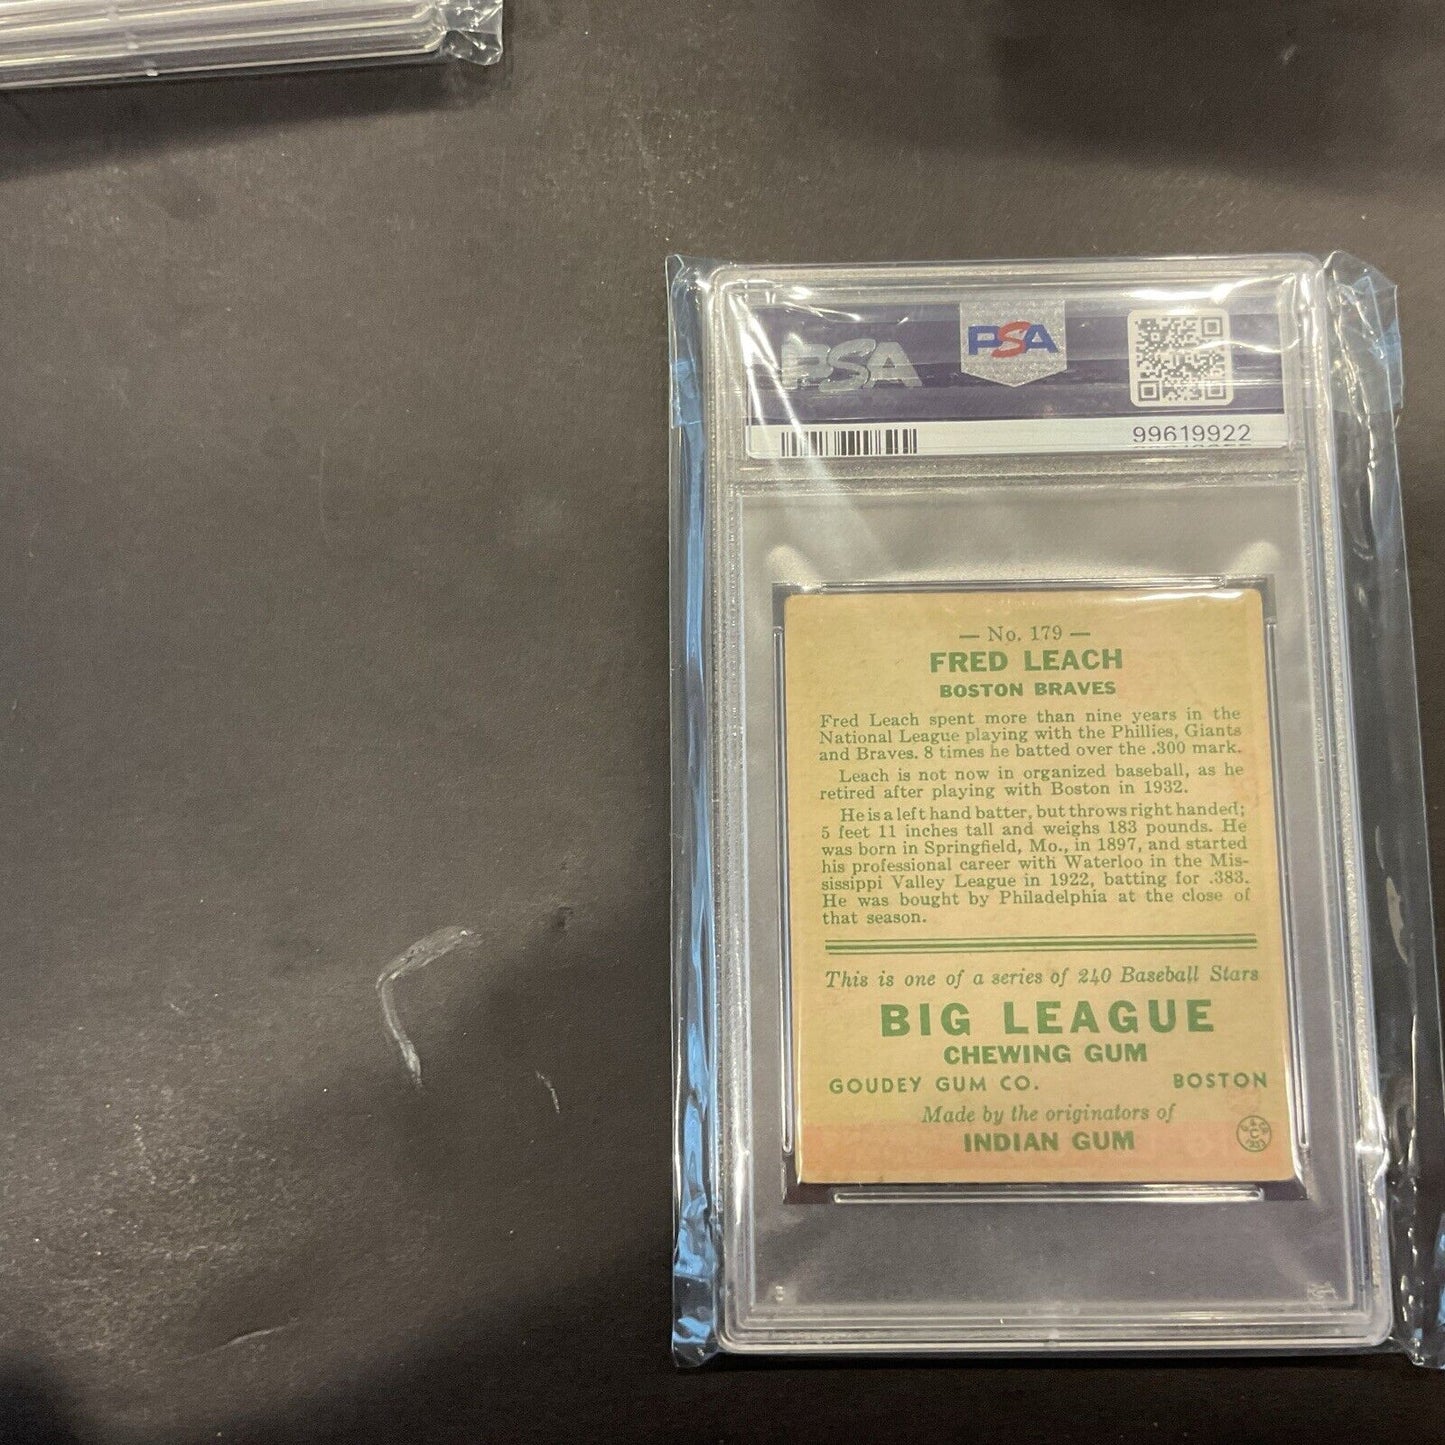 PSA
PSA
99619922
— No. 179 —
FRED LEACH
BOSTON BRAVES
Fred Leach spent more than nine years in the
National League playing with the Phillies, Giants
and Braves. 8 times he batted over the .300 mark.
Leach is not now in organized baseball, as he
retired after playing with Boston in 1932.
He is a left hand batter, but throws right handed;
5 feet 11 inches tall and weighs 183 pounds. He
was born in Springfield, Mo., in 1897, and started
his professional career with Waterloo in the Mis-
sissippi Valley League in 1922, batting for .383.
He was bought by Philadelphia at the close of
that season.
This is one of a series of 240 Baseball Stars
BIG LEAGUE
CHEWING GUM
GOUDEY GUM CO. BOSTON
Made by the originators of
INDIAN GUM